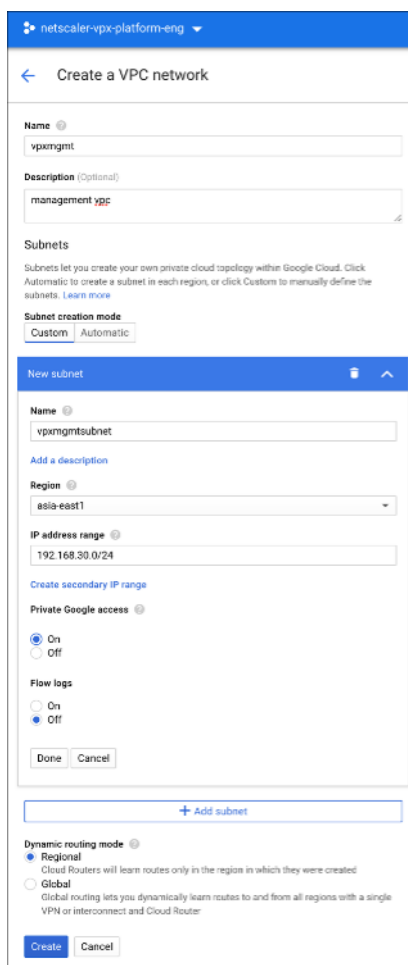 netscaler-vpx-platform-eng
Create a VPC network
Name
vpxmgmt
Description (Optional)
management vpc
Subnets
Subnets let you create your own private cloud topology within Google Cloud. Click
Automatic to create a subnet in each region, or click Custom to manually define the
subnets. Learn more
Subnet creation mode
Custom Automatic
New subnet
Name
vpxmgmtsubnet
Add a description
Region
asia-east1
IP address range
192.168.30.0/24
Create secondary IP range
Private Google access
On
Off
Flow logs
On
Off
Done Cancel
+ Add subnet
Dynamic routing mode
Regional
Cloud Routers will learn routes only in the region in which they were created
Global
Global routing lets you dynamically learn routes to and from all regions with a single
VPN or interconnect and Cloud Router
Create Cancel